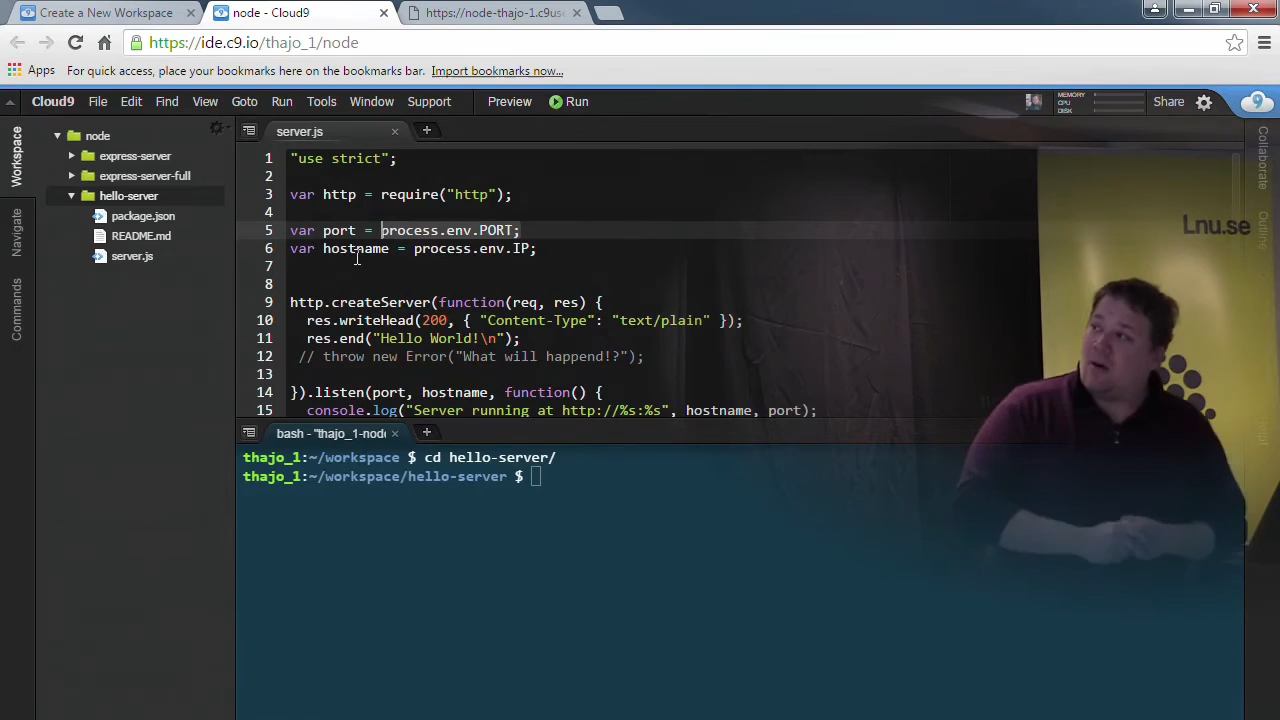 Create a New Workspace
node - Cloud9
https://node-thajo-1.c9use
https://ide.c9.io/thajo_1/node
Apps
For quick access, place your bookmarks here on the bookmarks bar.
Import bookmarks now...
Cloud9 File Edit Find View Goto Run Tools Window Support Preview Run
MEMORY
CPU
DISK
Share
9
Workspace
Navigate
Commands
node
express-server
express-server-full
hello-server
package.json
README.md
server.js
server.js
1 "use strict";
2
3 var http = require("http");
4
5 var port = process.env.PORT;
6 var hostname = process.env.IP;
7
8
9 http.createServer(function(req, res) {
10 res.writeHead(200, { "Content-Type": "text/plain" });
11 res.end("Hello World!\n");
12 // throw new Error("What will happend!?");
13
14 }).listen(port, hostname, function() {
15 console.log("Server running at http://%s:%s", hostname, port);
bash - "thajo_1-node
thajo_1:~/workspace $ cd hello-server/
thajo_1:~/workspace/hello-server $
Collaborate
Lnu.se